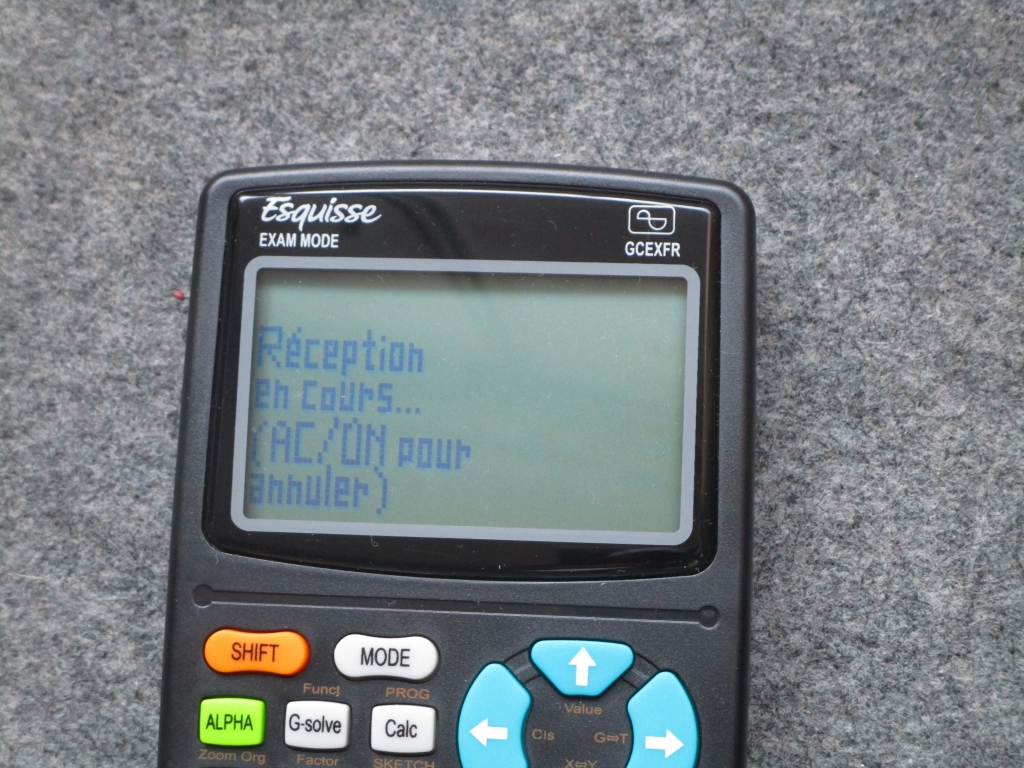 Esquisse
EXAM MODE
GCEXFR
Réception
en cours...
(AC/ON pour
annuler)
SHIFT
MODE
Funct
PROG
ALPHA
G-solve
Calc
Value
Cls
G⇔T
Zoom Org
Factor
SKETCH
X⇔Y